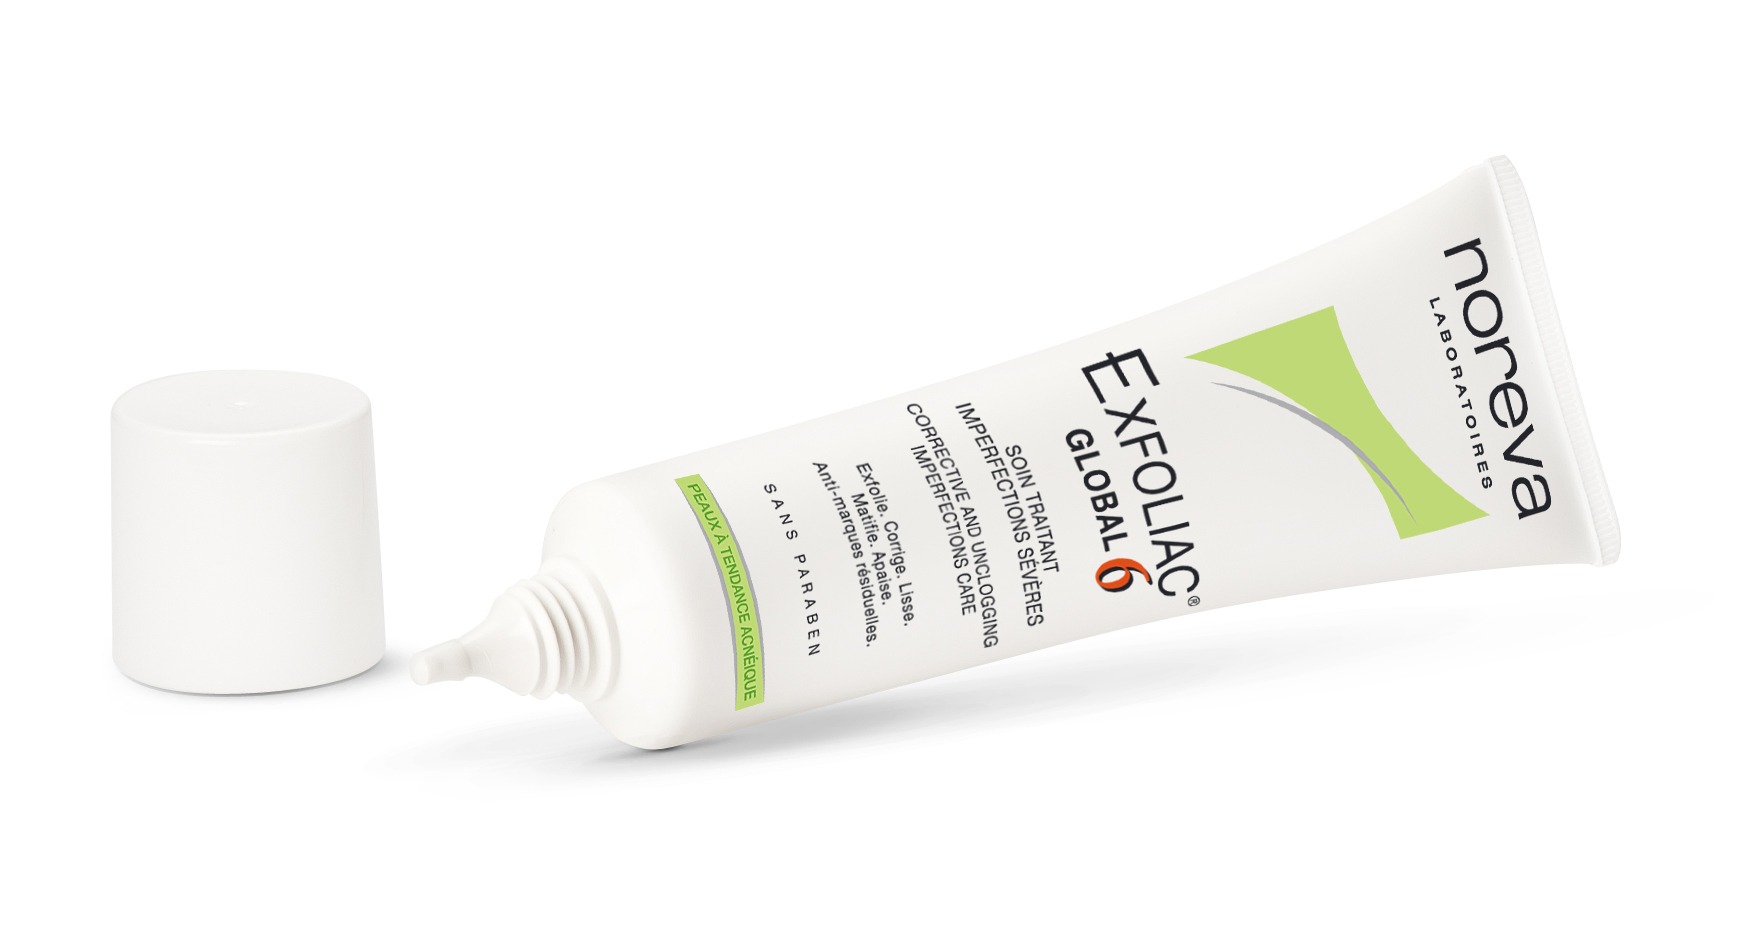 noreva
LABORATOIRES
EXFOLIAC®
GLOBAL 6
SOIN TRAITANT
IMPERFECTIONS SÉVÈRES
CORRECTIVE AND UNCLOGGING
IMPERFECTIONS CARE
Exfolie. Corrige. Lisse.
Matifie. Apaise.
Anti-marques résiduelles.
SANS PARABEN
PEAUX À TENDANCE ACNÉIQUE